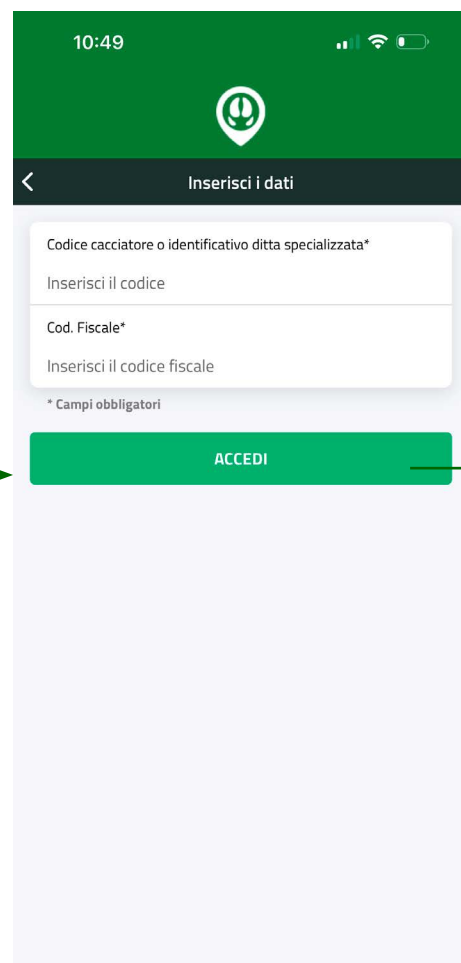 10:49
Inserisci i dati
Codice cacciatore o identificativo ditta specializzata*
Inserisci il codice
Cod. Fiscale*
Inserisci il codice fiscale
* Campi obbligatori
ACCEDI